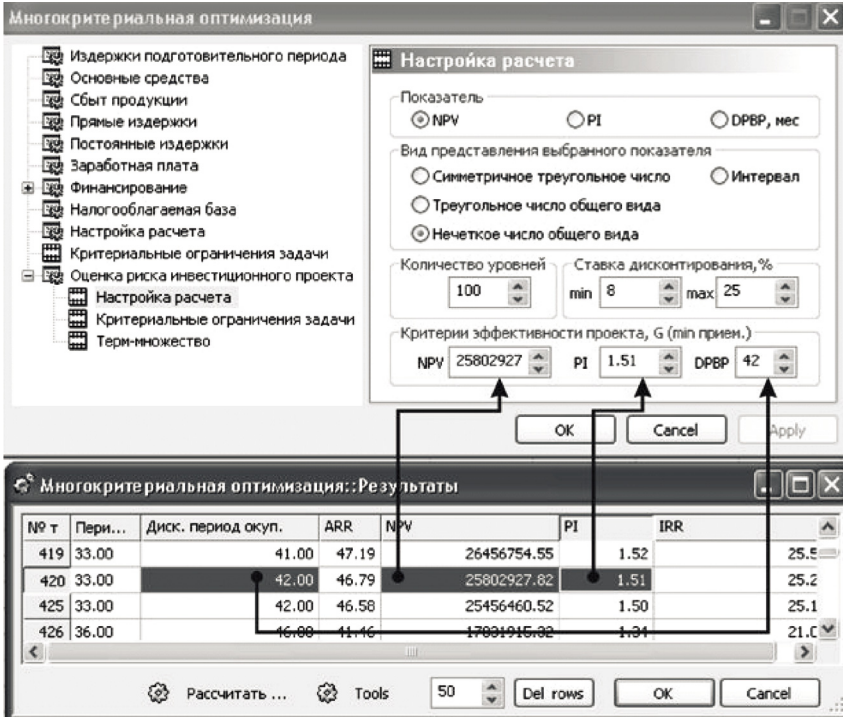 Многокритериальная оптимизация
Издержки подготовительного периода
Основные средства
Сбыт продукции
Прямые издержки
Постоянные издержки
Заработная плата
Финансирование
Налогооблагаемая база
Настройка расчета
Критериальные ограничения задачи
Оценка риска инвестиционного проекта
Настройка расчета
Критериальные ограничения задачи
Терм-множество
Настройка расчета
Показатель
NPV PI DPBP, мес
Вид представления выбранного показателя
Симметричное треугольное число Интервал
Треугольное число общего вида
Нечеткое число общего вида
Количество уровней Ставка дисконтирования,%
100 min 8 max 25
Критерии эффективности проекта, G (min прием.)
NPV 25802927 PI 1.51 DPBP 42
OK Cancel Apply
Многокритериальная оптимизация::Результаты
№ т Пери... Диск. период окуп. ARR NPV PI IRR
419 33.00 41.00 47.19 26456754.55 1.52 25.5
420 33.00 42.00 46.79 25802927.82 1.51 25.2
425 33.00 42.00 46.58 25456460.52 1.50 25.1
426 36.00 46.00 41.46 1.34
Рассчитать ... Tools 50 Del rows OK Cancel